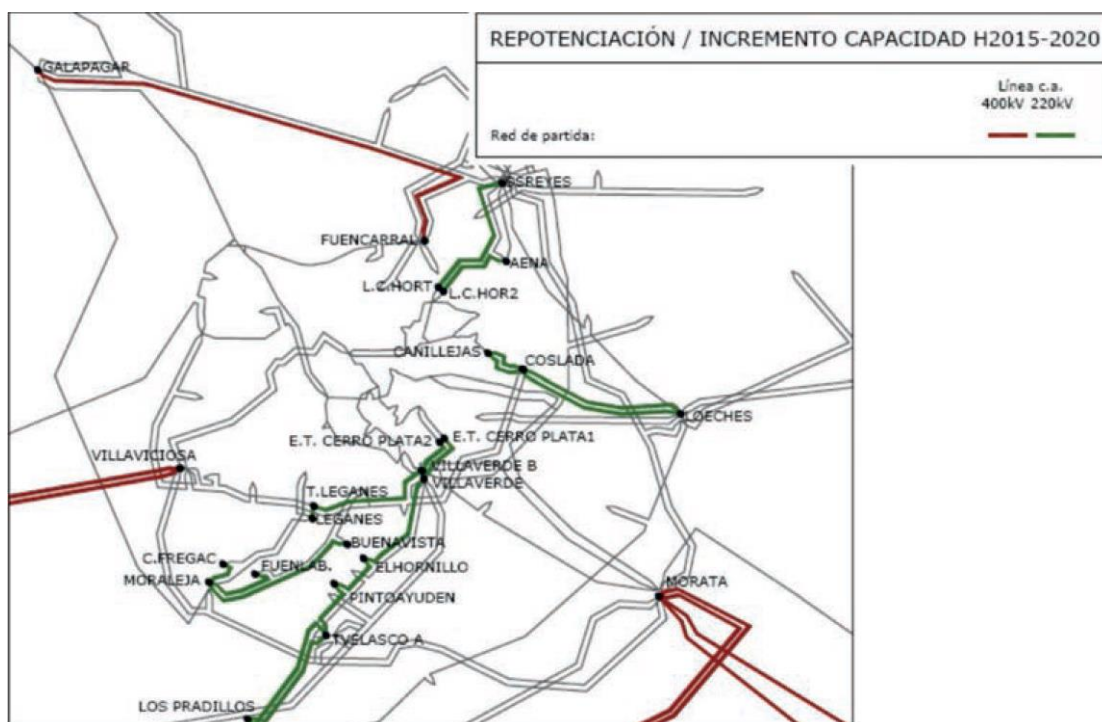 REPOTENCIACIÓN / INCREMENTO CAPACIDAD H2015-2020
Línea c.a.
400kV 220kV
Red de partida:
GALAPAGAR
SSREYES
FUENCARRAL
AENA
L.C.HORT
L.C.HOR2
CANILLEJAS
COSLADA
LOECHES
E.T. CERRO PLATA2
E.T. CERRO PLATA1
VILLAVICIOSA
VILLAVERDE B
VILLAVERDE
T.LEGANES
LEGANES
BUENAVISTA
C.FREGAC
FUENLAB.
ELHORNILLO
MORALEJA
PINTOAYUDEN
MORATA
TVELASCO A
LOS PRADILLOS